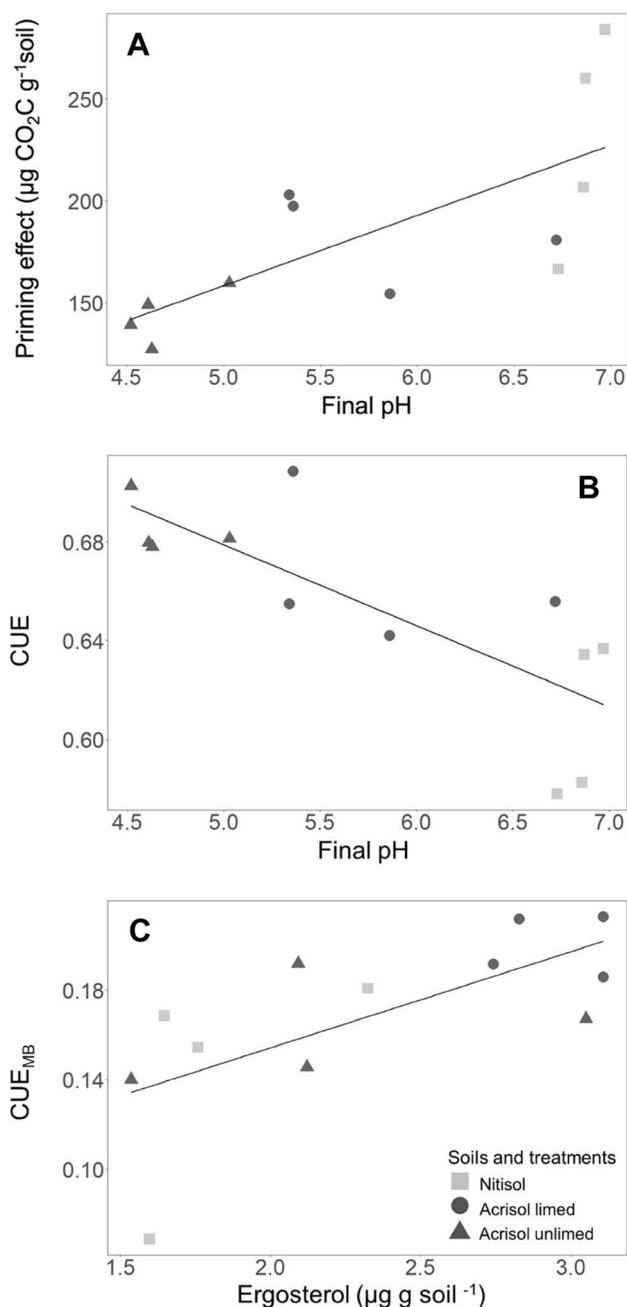 A
Priming effect (µg CO₂C g⁻¹soil)
250
200
150
4.5 5.0 5.5 6.0 6.5 7.0
Final pH
B
CUE
0.68
0.64
0.60
4.5 5.0 5.5 6.0 6.5 7.0
Final pH
C
CUE_MB
0.18
0.14
0.10
Soils and treatments
Nitisol
Acrisol limed
Acrisol unlimed
1.5 2.0 2.5 3.0
Ergosterol (µg g soil ⁻¹)